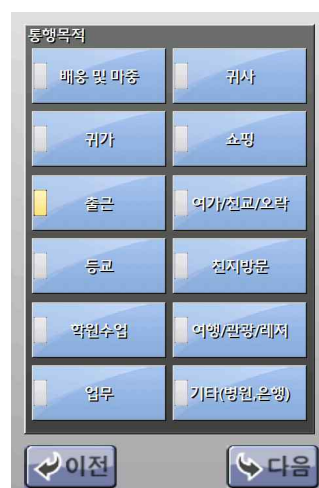 통행목적
배웅 및 마중 귀사
귀가 쇼핑
출근 여가/친교/오락
등교 친지방문
학원수업 여행/관광/레져
업무 기타(병원,은행)
이전 다음